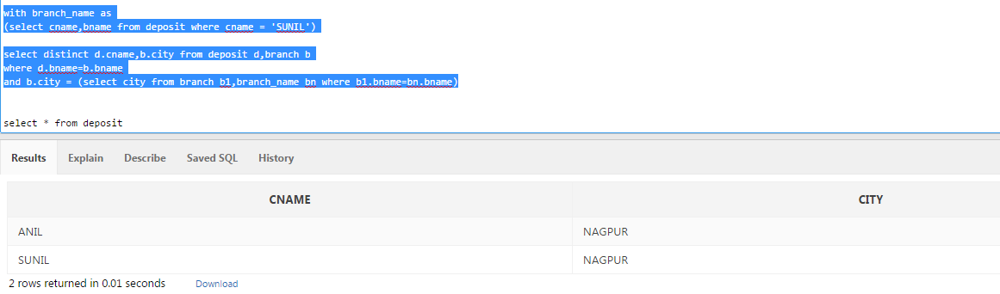 with branch_name as
(select cname,bname from deposit where cname = 'SUNIL')
select distinct d.cname,b.city from deposit d,branch b
where d.bname=b.bname
and b.city = (select city from branch b1,branch_name bn where b1.bname=bn.bname)
select * from deposit
Results Explain Describe Saved SQL History
CNAME CITY
ANIL NAGPUR
SUNIL NAGPUR
2 rows returned in 0.01 seconds Download